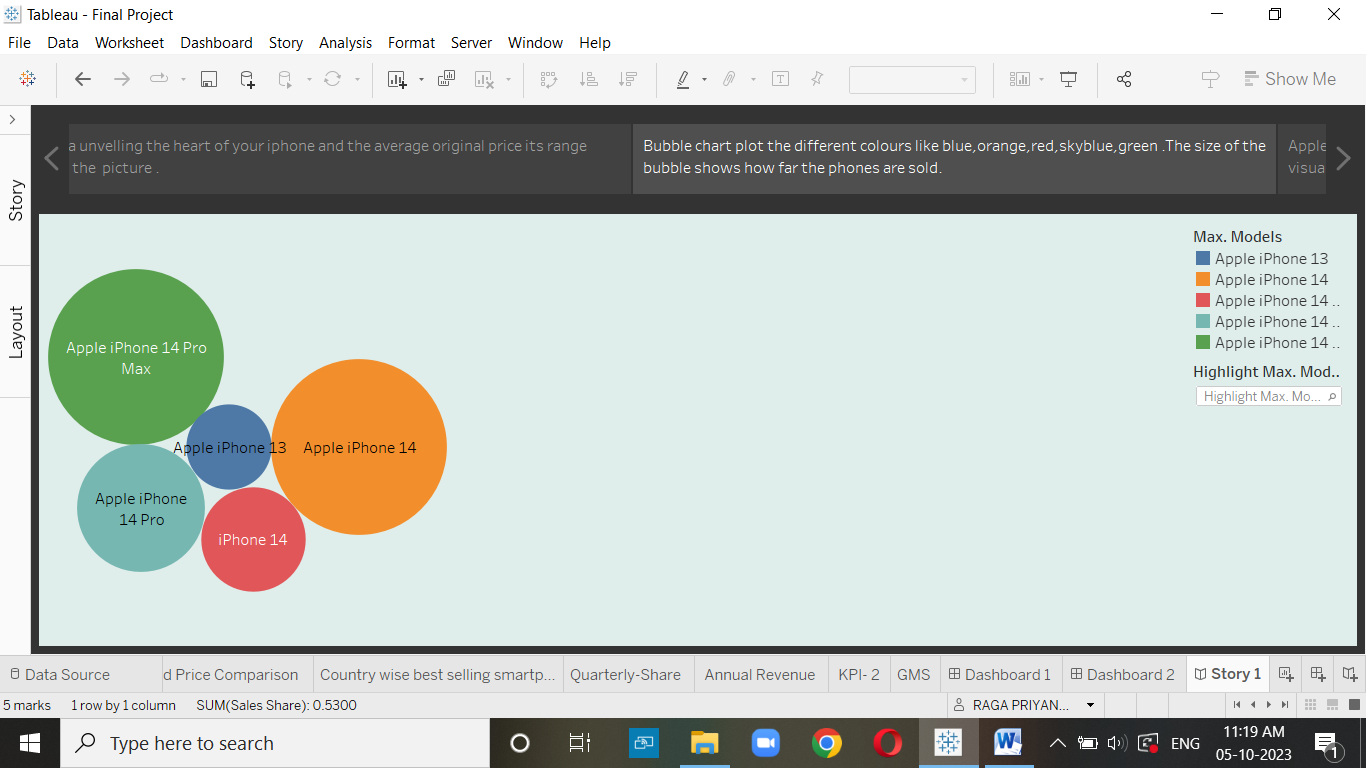 Tableau - Final Project
File Data Worksheet Dashboard Story Analysis Format Server Window Help
Show Me
a unvelling the heart of your iphone and the average original price its range
the picture .
Bubble chart plot the different colours like blue,orange,red,skyblue,green .The size of the
bubble shows how far the phones are sold.
Apple
visua
Story
Layout
Apple iPhone 14 Pro
Max
Apple iPhone 13
Apple iPhone 14
Apple iPhone
14 Pro
iPhone 14
Max. Models
Apple iPhone 13
Apple iPhone 14
Apple iPhone 14 ..
Apple iPhone 14 ..
Apple iPhone 14 ..
Highlight Max. Mod..
Highlight Max. Mo...
Data Source d Price Comparison Country wise best selling smartp... Quarterly-Share Annual Revenue KPI- 2 GMS Dashboard 1 Dashboard 2 Story 1
5 marks 1 row by 1 column SUM(Sales Share): 0.5300 RAGA PRIYAN...
Type here to search
ENG
11:19 AM
05-10-2023
1